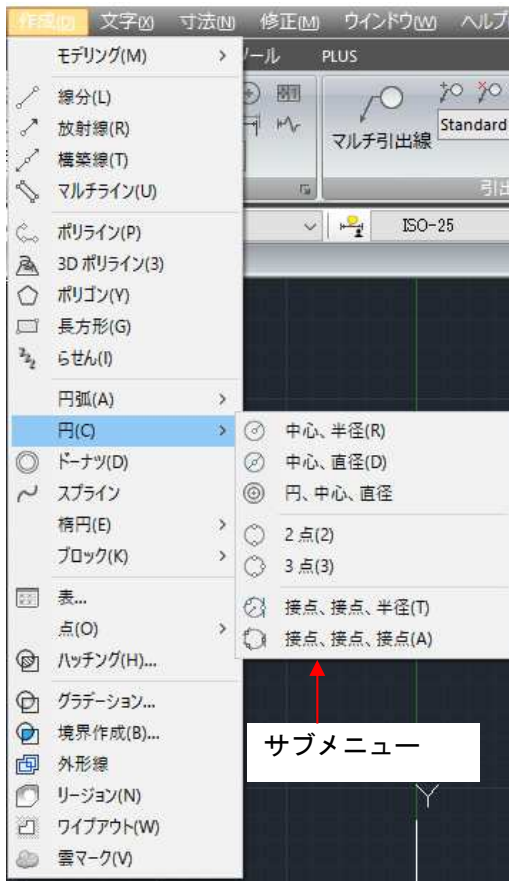 作成(D) 文字(X) 寸法(N) 修正(M) ウインドウ(W) ヘルプ
ール PLUS
モデリング(M)
線分(L)
放射線(R)
構築線(T)
マルチライン(U)
マルチ引出線 Standard
引出
ISO-25
ポリライン(P)
3D ポリライン(3)
ポリゴン(Y)
長方形(G)
らせん(I)
円弧(A)
円(C)
ドーナツ(D)
スプライン
楕円(E)
ブロック(K)
表...
点(O)
ハッチング(H)...
グラデーション...
境界作成(B)...
外形線
リージョン(N)
ワイプアウト(W)
雲マーク(V)
中心、半径(R)
中心、直径(D)
円、中心、直径
2 点(2)
3 点(3)
接点、接点、半径(T)
接点、接点、接点(A)
サブメニュー
Y